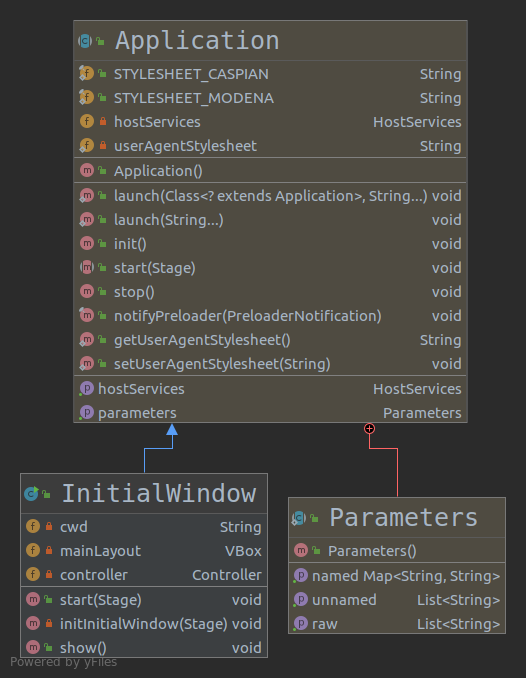 Application
STYLESHEET_CASPIAN String
STYLESHEET_MODENA String
hostServices HostServices
userAgentStylesheet String
Application()
launch(Class<? extends Application>, String...) void
launch(String...) void
init() void
start(Stage) void
stop() void
notifyPreloader(PreloaderNotification) void
getUserAgentStylesheet() String
setUserAgentStylesheet(String) void
hostServices HostServices
parameters Parameters
InitialWindow
cwd String
mainLayout VBox
controller Controller
start(Stage) void
initInitialWindow(Stage) void
show() void
Parameters
Parameters()
named Map<String, String>
unnamed List<String>
raw List<String>
Powered by yFiles